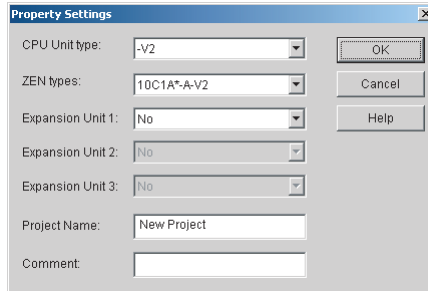 Property Settings
CPU Unit type: -V2 OK
ZEN types: 10C1A*-A-V2 Cancel
Expansion Unit 1: No Help
Expansion Unit 2: No
Expansion Unit 3: No
Project Name: New Project
Comment: